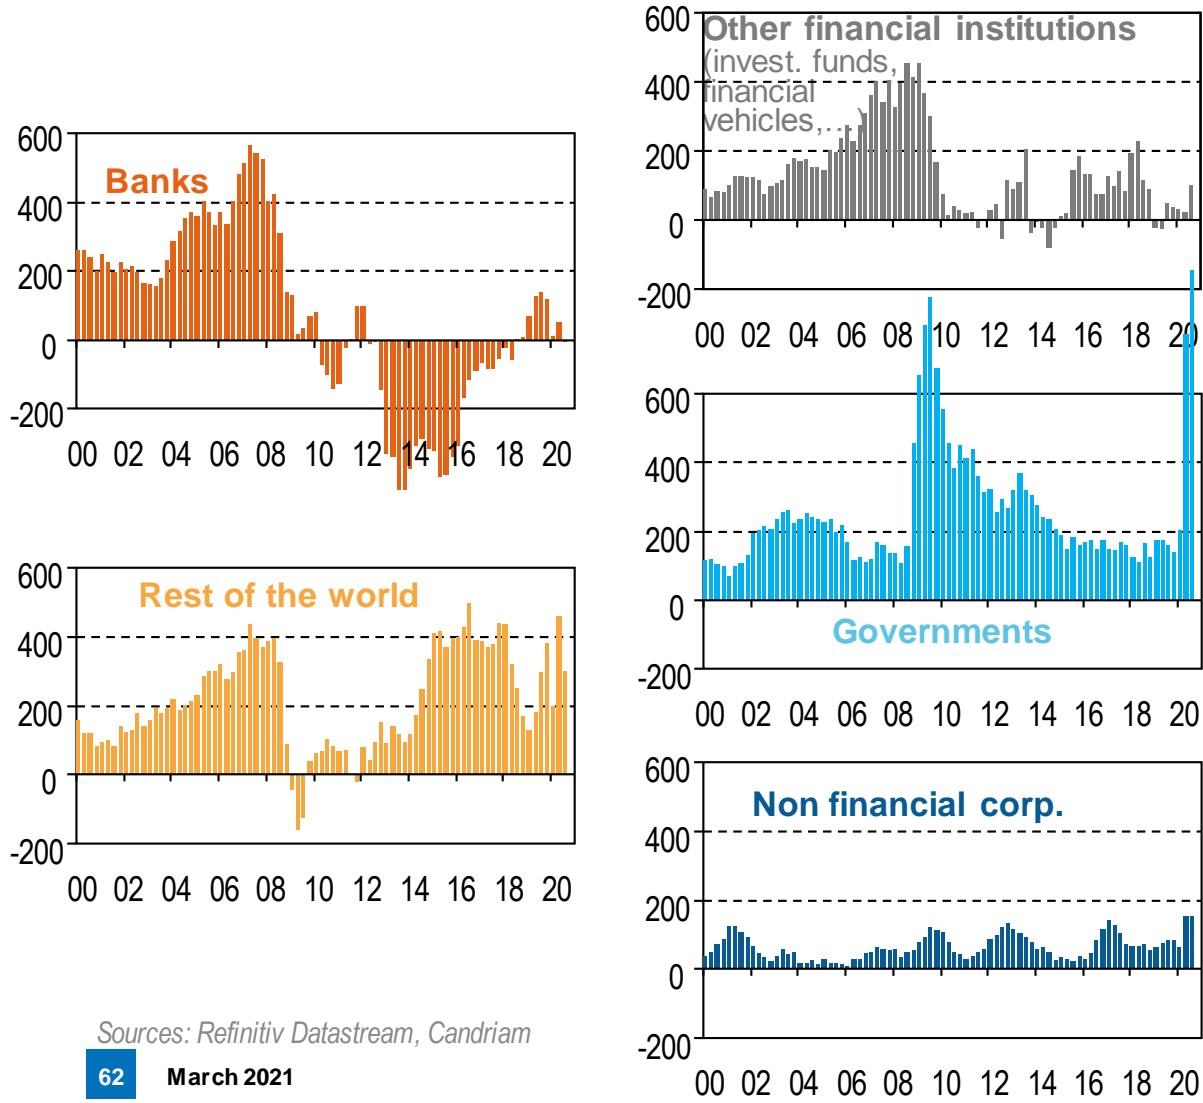 Banks
600
400
200
0
-200
00 02 04 06 08 10 12 14 16 18 20
Rest of the world
600
400
200
0
-200
00 02 04 06 08 10 12 14 16 18 20
Other financial institutions
(invest. funds,
financial
vehicles,…)
600
400
200
0
-200
00 02 04 06 08 10 12 14 16 18 20
600
400
200
0
Governments
-200
00 02 04 06 08 10 12 14 16 18 20
600
Non financial corp.
400
200
0
-200
00 02 04 06 08 10 12 14 16 18 20
Sources: Refinitiv Datastream, Candriam
62 March 2021